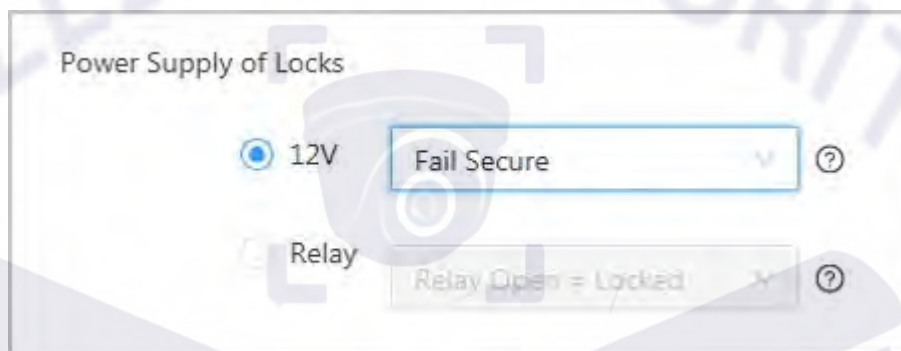 Power Supply of Locks
12V
Fail Secure
Relay
Relay Open = Locked